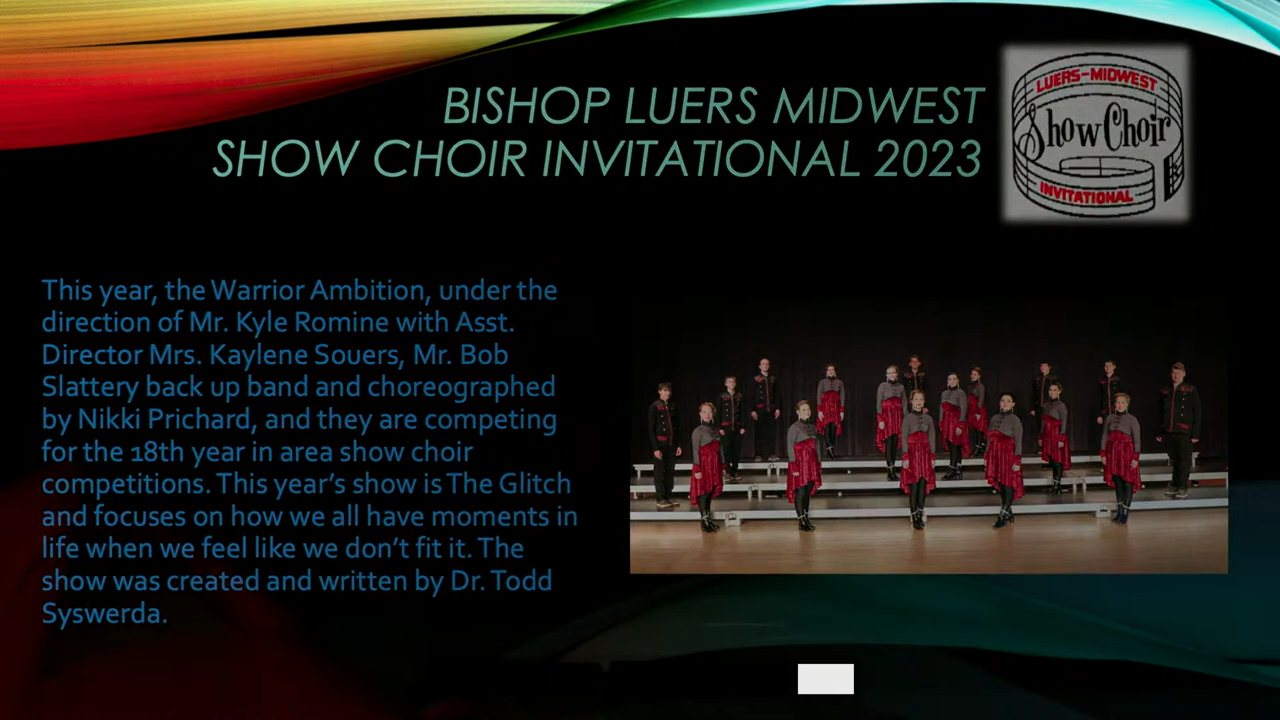 BISHOP LUERS MIDWEST
SHOW CHOIR INVITATIONAL 2023
LUERS-MIDWEST
Show Choir
INVITATIONAL
This year, the Warrior Ambition, under the
direction of Mr. Kyle Romine with Asst.
Director Mrs. Kaylene Souers, Mr. Bob
Slattery back up band and choreographed
by Nikki Prichard, and they are competing
for the 18th year in area show choir
competitions. This year’s show is The Glitch
and focuses on how we all have moments in
life when we feel like we don’t fit it. The
show was created and written by Dr. Todd
Syswerda.